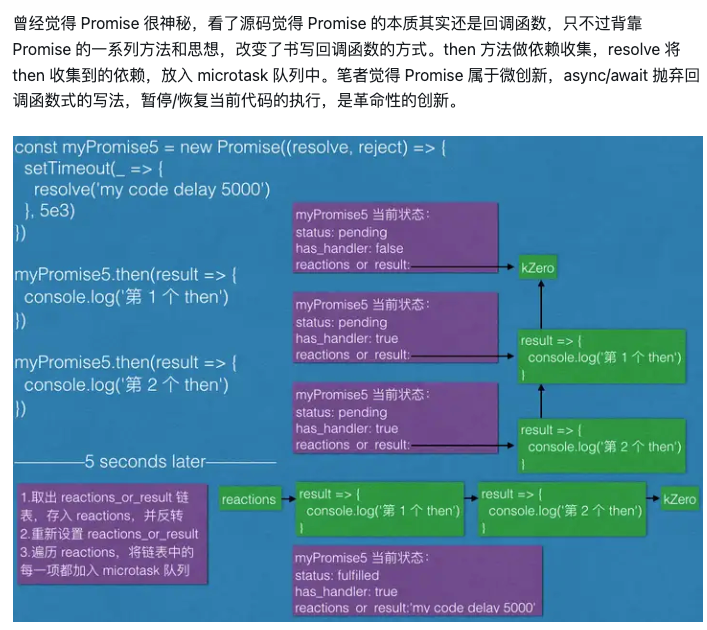 曾经觉得 Promise 很神秘，看了源码觉得 Promise 的本质其实还是回调函数，只不过背靠
Promise 的一系列方法和思想，改变了书写回调函数的方式。then 方法做依赖收集，resolve 将
then 收集到的依赖，放入 microtask 队列中。笔者觉得 Promise 属于微创新，async/await 抛弃回
调函数式的写法，暂停/恢复当前代码的执行，是革命性的创新。
const myPromise5 = new Promise((resolve, reject) => {
setTimeout(_ => {
resolve('my code delay 5000')
}, 5e3)
})
myPromise5.then(result => {
console.log('第 1 个 then')
})
myPromise5.then(result => {
console.log('第 2 个 then')
})
myPromise5 当前状态：
status: pending
has_handler: false
reactions_or_result:
kZero
myPromise5 当前状态：
status: pending
has_handler: true
reactions_or_result:
result => {
console.log('第 1 个 then')
}
myPromise5 当前状态：
status: pending
has_handler: true
reactions_or_result:
result => {
console.log('第 2 个 then')
}
5 seconds later
1.取出 reactions_or_result 链
表，存入 reactions，并反转
2.重新设置 reactions_or_result
3.遍历 reactions，将链表中的
每一项都加入 microtask 队列
reactions
result => {
console.log('第 1 个 then')
}
result => {
console.log('第 2 个 then')
}
kZero
myPromise5 当前状态：
status: fulfilled
has_handler: true
reactions_or_result:'my code delay 5000'